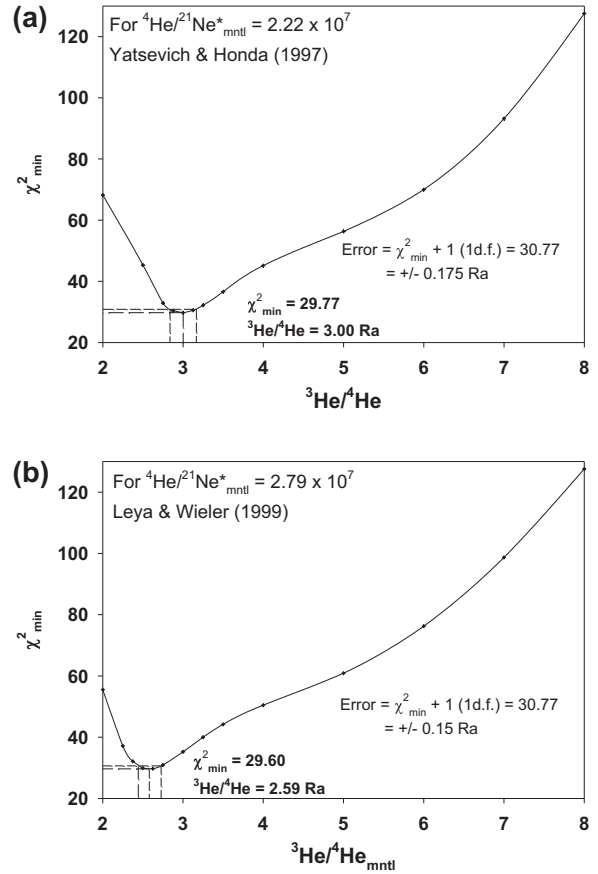 (a)
For ⁴He/²¹Ne*mntl = 2.22 x 10⁷
Yatsevich & Honda (1997)
120
100
80
60
40
20
χ²min
Error = χ²min + 1 (1d.f.) = 30.77
= +/- 0.175 Ra
χ²min = 29.77
³He/⁴He = 3.00 Ra
2 3 4 5 6 7 8
³He/⁴He
(b)
For ⁴He/²¹Ne*mntl = 2.79 x 10⁷
Leya & Wieler (1999)
120
100
80
60
40
20
χ²min
Error = χ²min + 1 (1d.f.) = 30.77
= +/- 0.15 Ra
χ²min = 29.60
³He/⁴He = 2.59 Ra
2 3 4 5 6 7 8
³He/⁴Hemntl